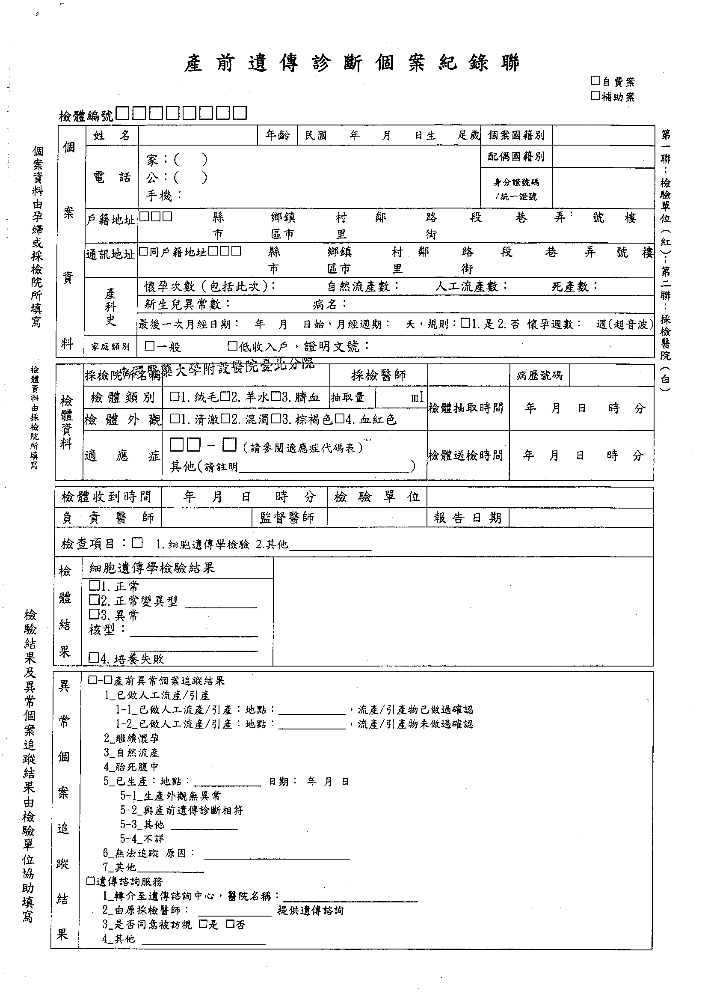 產前遺傳診斷個案紀錄聯
□自費案
□補助案
檢體編號□□□□□□□□
個案資料由孕婦或採檢院所填寫
個案資料
姓名 年齡 民國 年 月 日生 足歲 個案國籍別
配偶國籍別
電話 家：( )
公：( )
手機：
身分證號碼
/統一證號
戶籍地址 □□□ 縣 鄉鎮 村 鄰 路 段 巷 弄 號 樓
市 區市 里 街
通訊地址 □同戶籍地址□□□ 縣 鄉鎮 村 鄰 路 段 巷 弄 號 樓
市 區市 里 街
產科史
懷孕次數（包括此次）： 自然流產數： 人工流產數： 死產數：
新生兒異常數： 病名：
最後一次月經日期： 年 月 日始，月經週期： 天，規則：□1.是 2.否 懷孕週數： 週(超音波)
家庭類別 □一般 □低收入戶，證明文號：
第一聯：檢驗單位（紅）；第二聯：採檢醫院（白）
檢體資料由採檢院所填寫
檢體資料
採檢院所名稱 中國醫藥大學附設醫院臺北分院 採檢醫師 病歷號碼
檢體類別 □1.絨毛□2.羊水□3.臍血 抽取量 ml
檢體抽取時間 年 月 日 時 分
檢體外觀 □1.清澈□2.混濁□3.棕褐色□4.血紅色
適應症 □□-□（請參閱適應症代碼表）
其他(請註明 )
檢體送檢時間 年 月 日 時 分
檢體收到時間 年 月 日 時 分 檢驗單位
負責醫師 監督醫師 報告日期
檢查項目：□ 1.細胞遺傳學檢驗 2.其他
檢體結果
細胞遺傳學檢驗結果
□1.正常
□2.正常變異型
□3.異常
核型：
□4.培養失敗
檢驗結果及異常個案追蹤結果由檢驗單位協助填寫
異常個案追蹤結果
□-□產前異常個案追蹤結果
1_已做人工流產/引產
1-1_已做人工流產/引產：地點： ，流產/引產物已做過確認
1-2_已做人工流產/引產：地點： ，流產/引產物未做過確認
2_繼續懷孕
3_自然流產
4_胎死腹中
5_已生產：地點： 日期： 年 月 日
5-1_生產外觀無異常
5-2_與產前遺傳診斷相符
5-3_其他
5-4_不詳
6_無法追蹤 原因：
7_其他
□遺傳諮詢服務
1_轉介至遺傳諮詢中心，醫院名稱：
2_由原採檢醫師： 提供遺傳諮詢
3_是否同意被訪視 □是 □否
4_其他